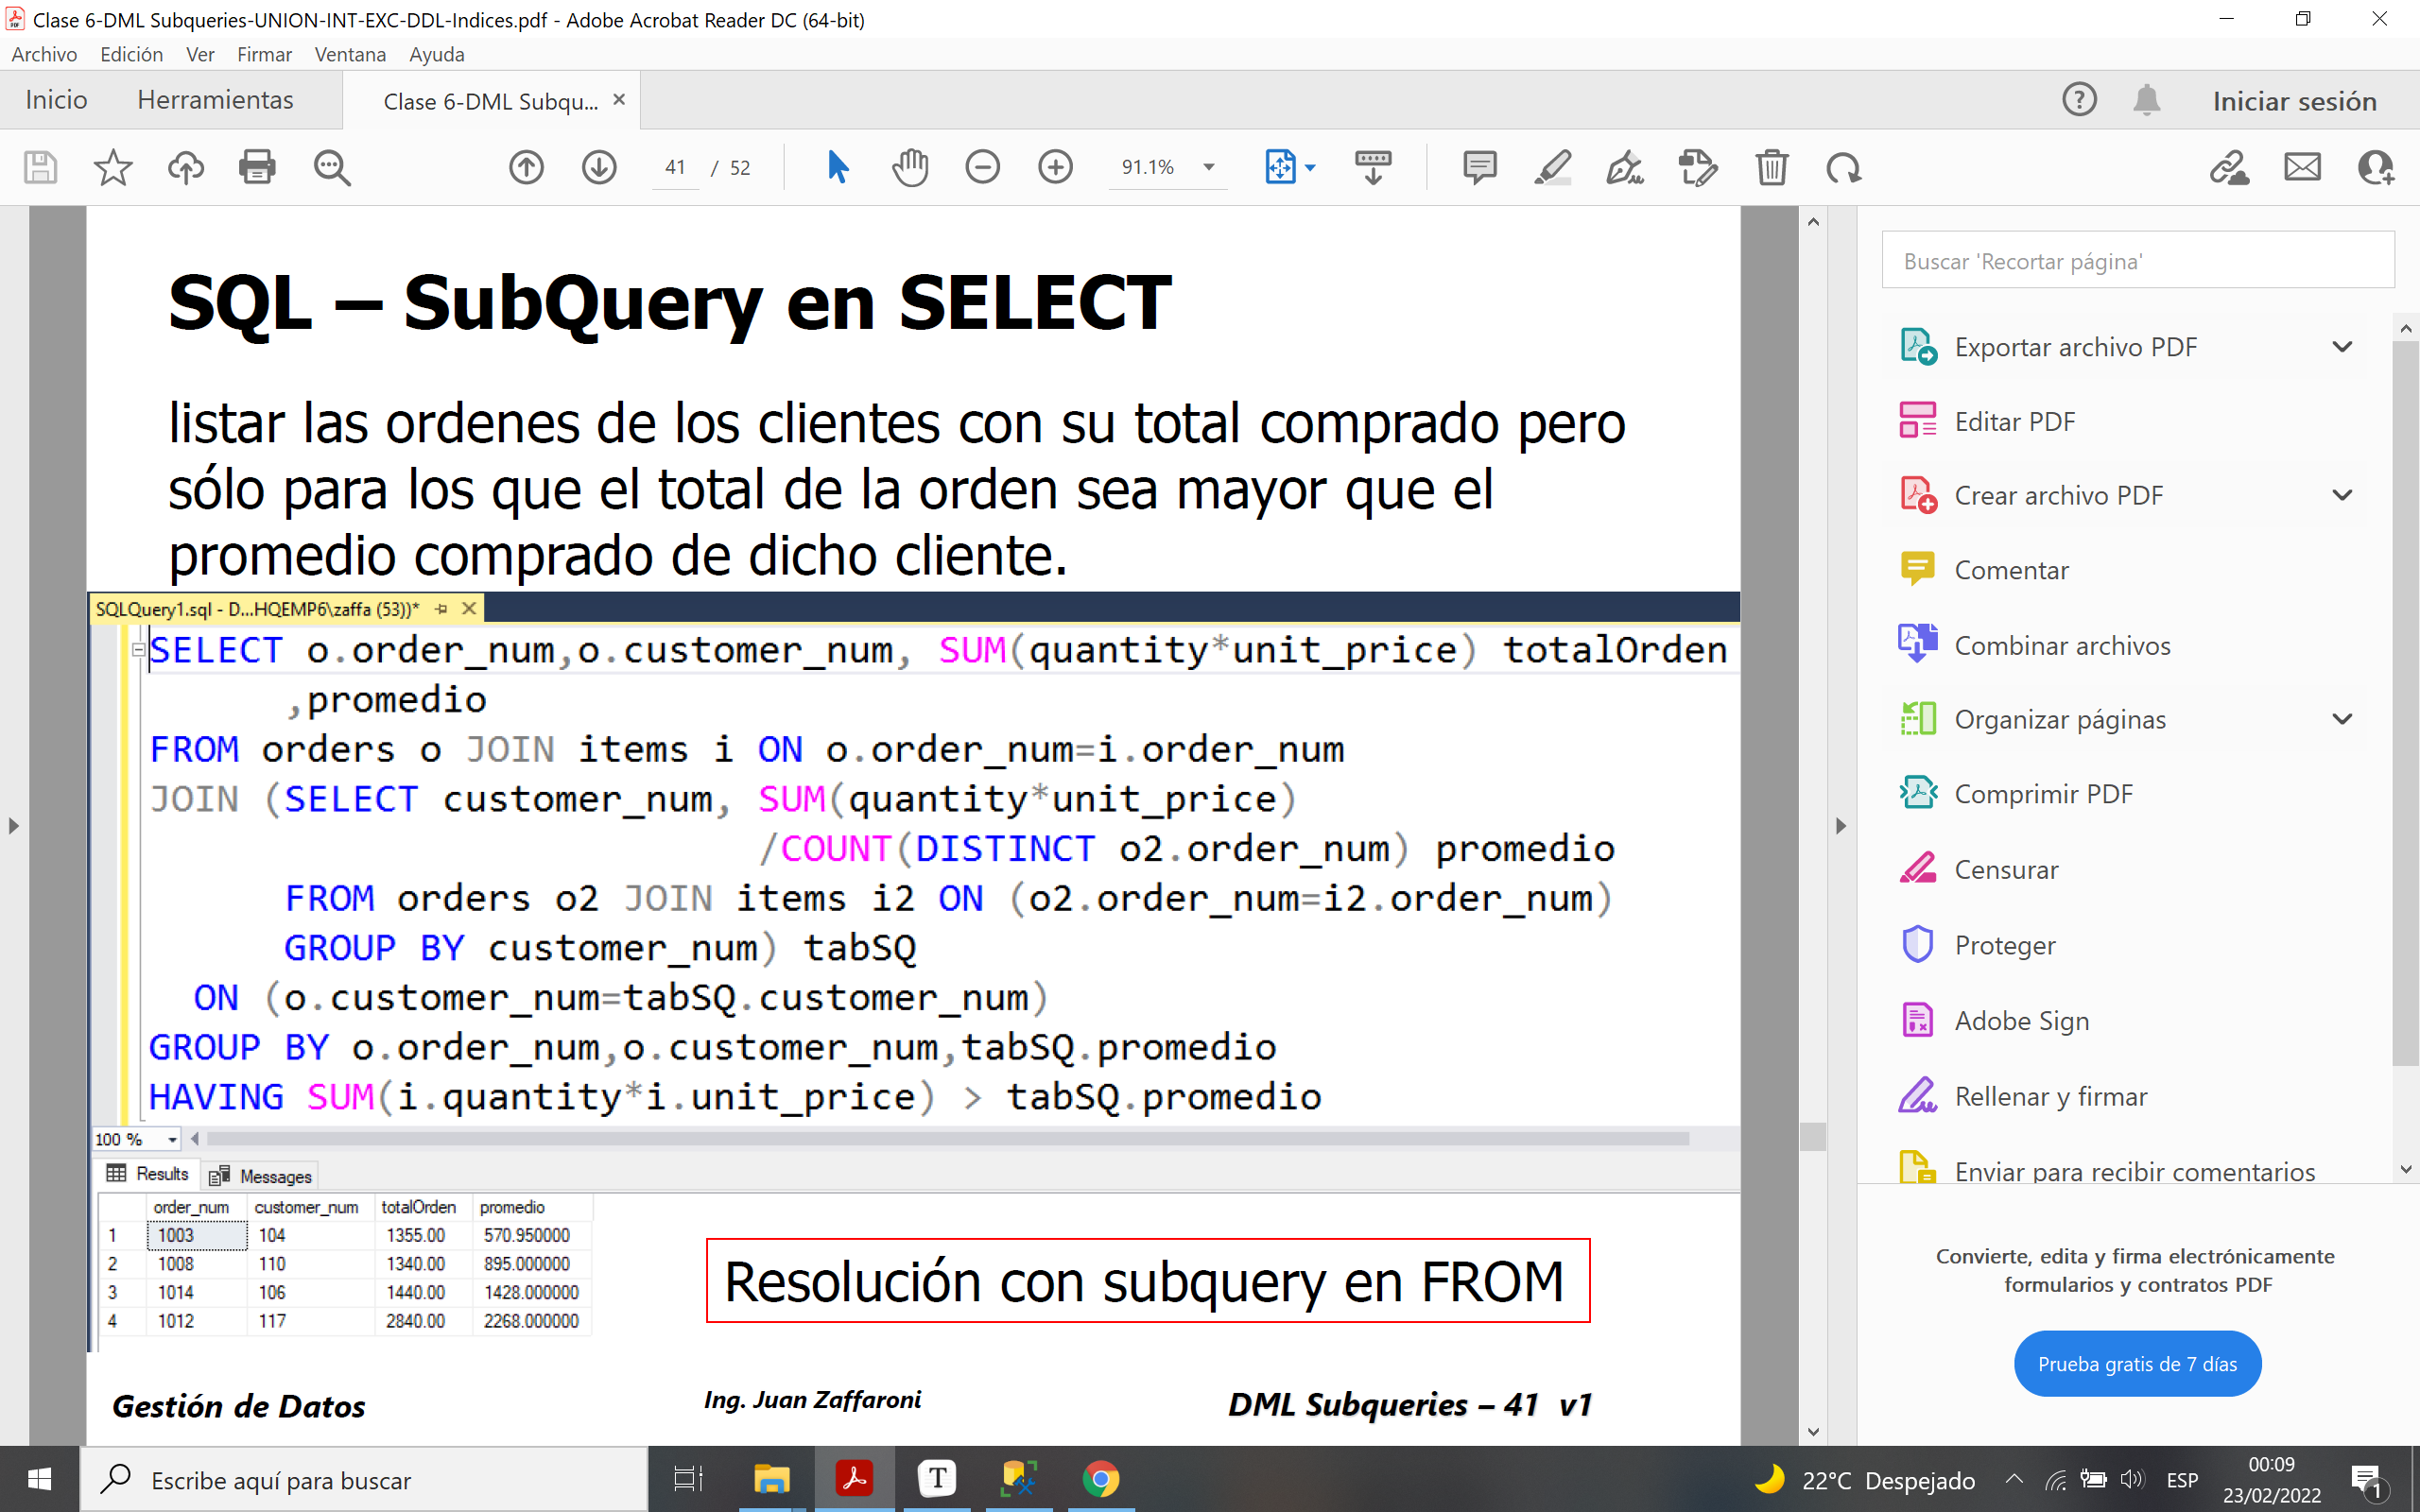 Clase 6-DML Subqueries-UNION-INT-EXC-DDL-Indices.pdf - Adobe Acrobat Reader DC (64-bit)
Archivo Edición Ver Firmar Ventana Ayuda
Inicio Herramientas Clase 6-DML Subqu... × Iniciar sesión
41 / 52 91.1%
SQL – SubQuery en SELECT
listar las ordenes de los clientes con su total comprado pero
sólo para los que el total de la orden sea mayor que el
promedio comprado de dicho cliente.
SQLQuery1.sql - D...HQEMP6\zaffa (53))*
SELECT o.order_num,o.customer_num, SUM(quantity*unit_price) totalOrden
,promedio
FROM orders o JOIN items i ON o.order_num=i.order_num
JOIN (SELECT customer_num, SUM(quantity*unit_price)
/COUNT(DISTINCT o2.order_num) promedio
FROM orders o2 JOIN items i2 ON (o2.order_num=i2.order_num)
GROUP BY customer_num) tabSQ
ON (o.customer_num=tabSQ.customer_num)
GROUP BY o.order_num,o.customer_num,tabSQ.promedio
HAVING SUM(i.quantity*i.unit_price) > tabSQ.promedio
100 %
Results Messages
order_num customer_num totalOrden promedio
1 1003 104 1355.00 570.950000
2 1008 110 1340.00 895.000000
3 1014 106 1440.00 1428.000000
4 1012 117 2840.00 2268.000000
Resolución con subquery en FROM
Gestión de Datos
Ing. Juan Zaffaroni
DML Subqueries – 41 v1
Buscar 'Recortar página'
Exportar archivo PDF
Editar PDF
Crear archivo PDF
Comentar
Combinar archivos
Organizar páginas
Comprimir PDF
Censurar
Proteger
Adobe Sign
Rellenar y firmar
Enviar para recibir comentarios
Convierte, edita y firma electrónicamente
formularios y contratos PDF
Prueba gratis de 7 días
Escribe aquí para buscar
T
22°C Despejado
ESP
00:09
23/02/2022
1